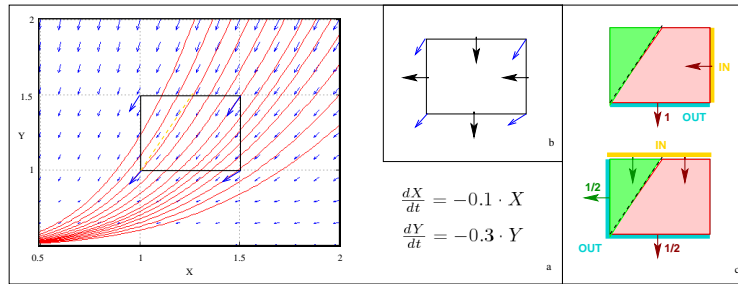 2
1.5
Y
1
0.5
1
1.5
X
2
dX/dt = −0.1 · X
dY/dt = −0.3 · Y
a
b
IN
1
OUT
IN
1/2
OUT
1/2
c